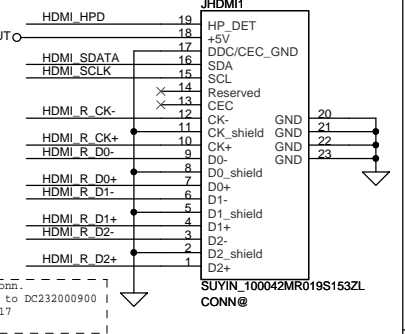 JHDMI1
HDMI_HPD 19 HP_DET
UT 18 +5V
17 DDC/CEC_GND
HDMI_SDATA 16 SDA
HDMI_SCLK 15 SCL
14 Reserved
13 CEC
HDMI_R_CK- 12 CK- GND 20
11 CK_shield GND 21
HDMI_R_CK+ 10 CK+ GND 22
HDMI_R_D0- 9 D0- GND 23
8 D0_shield
HDMI_R_D0+ 7 D0+
HDMI_R_D1- 6 D1-
5 D1_shield
HDMI_R_D1+ 4 D1+
HDMI_R_D2- 3 D2-
2 D2_shield
HDMI_R_D2+ 1 D2+
SUYIN_100042MR019S153ZL
CONN@
onn.
to DC232000900
17